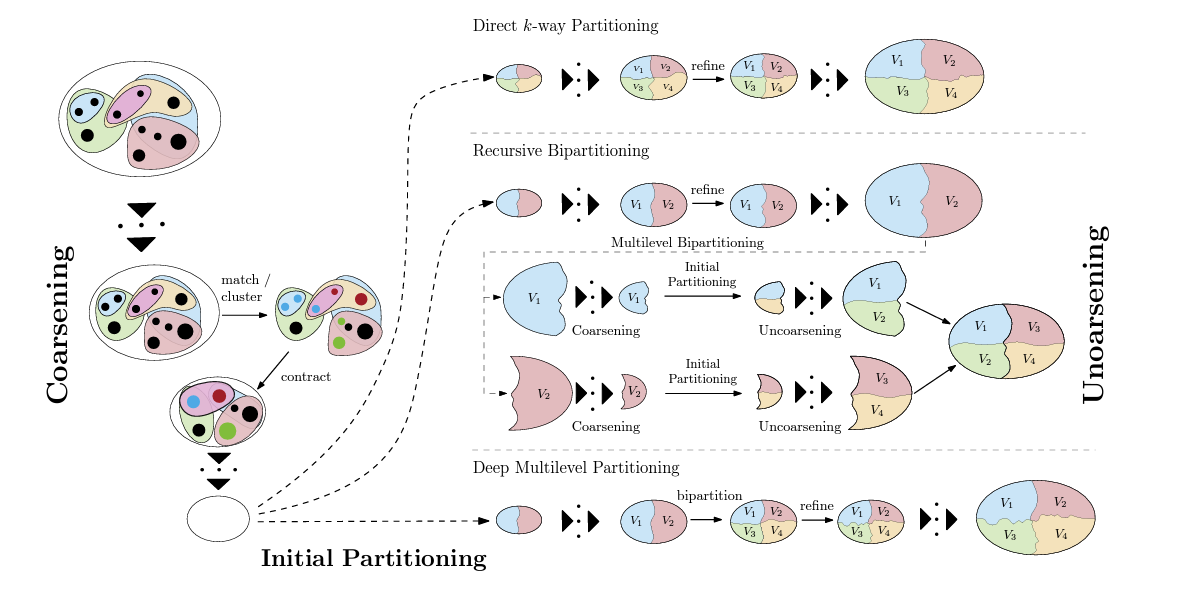 Direct k-way Partitioning
V1 V2
V3 V4
refine
V1 V2
V3 V4
V1 V2
V3 V4
Recursive Bipartitioning
V1 V2
refine
V1 V2
V1 V2
Multilevel Bipartitioning
V1
Coarsening
V1
Initial
Partitioning
Uncoarsening
V1
V2
V2
Coarsening
V2
Initial
Partitioning
Uncoarsening
V3
V4
V1 V3
V2 V4
Deep Multilevel Partitioning
V1 V2
bipartition
V1 V2
V3 V4
refine
V1 V2
V3 V4
V1 V2
V3 V4
Coarsening
match /
cluster
contract
Initial Partitioning
Unoarsening